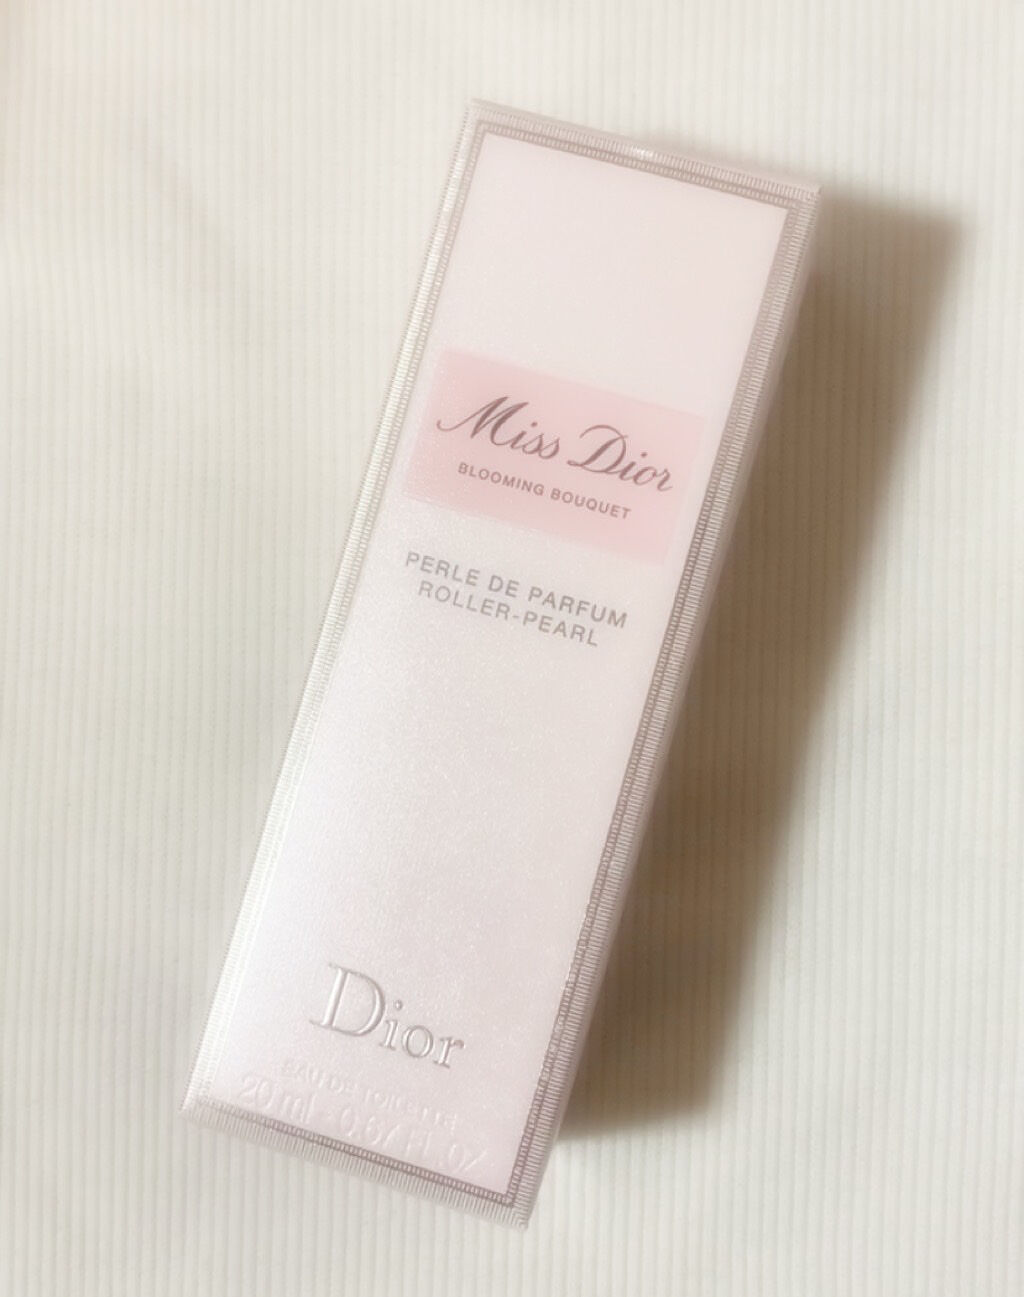 Miss Dior
BLOOMING BOUQUET
PERLE DE PARFUM
ROLLER-PEARL
Dior
EAU DE TOILETTE
20 ml - 0.67 FL.OZ